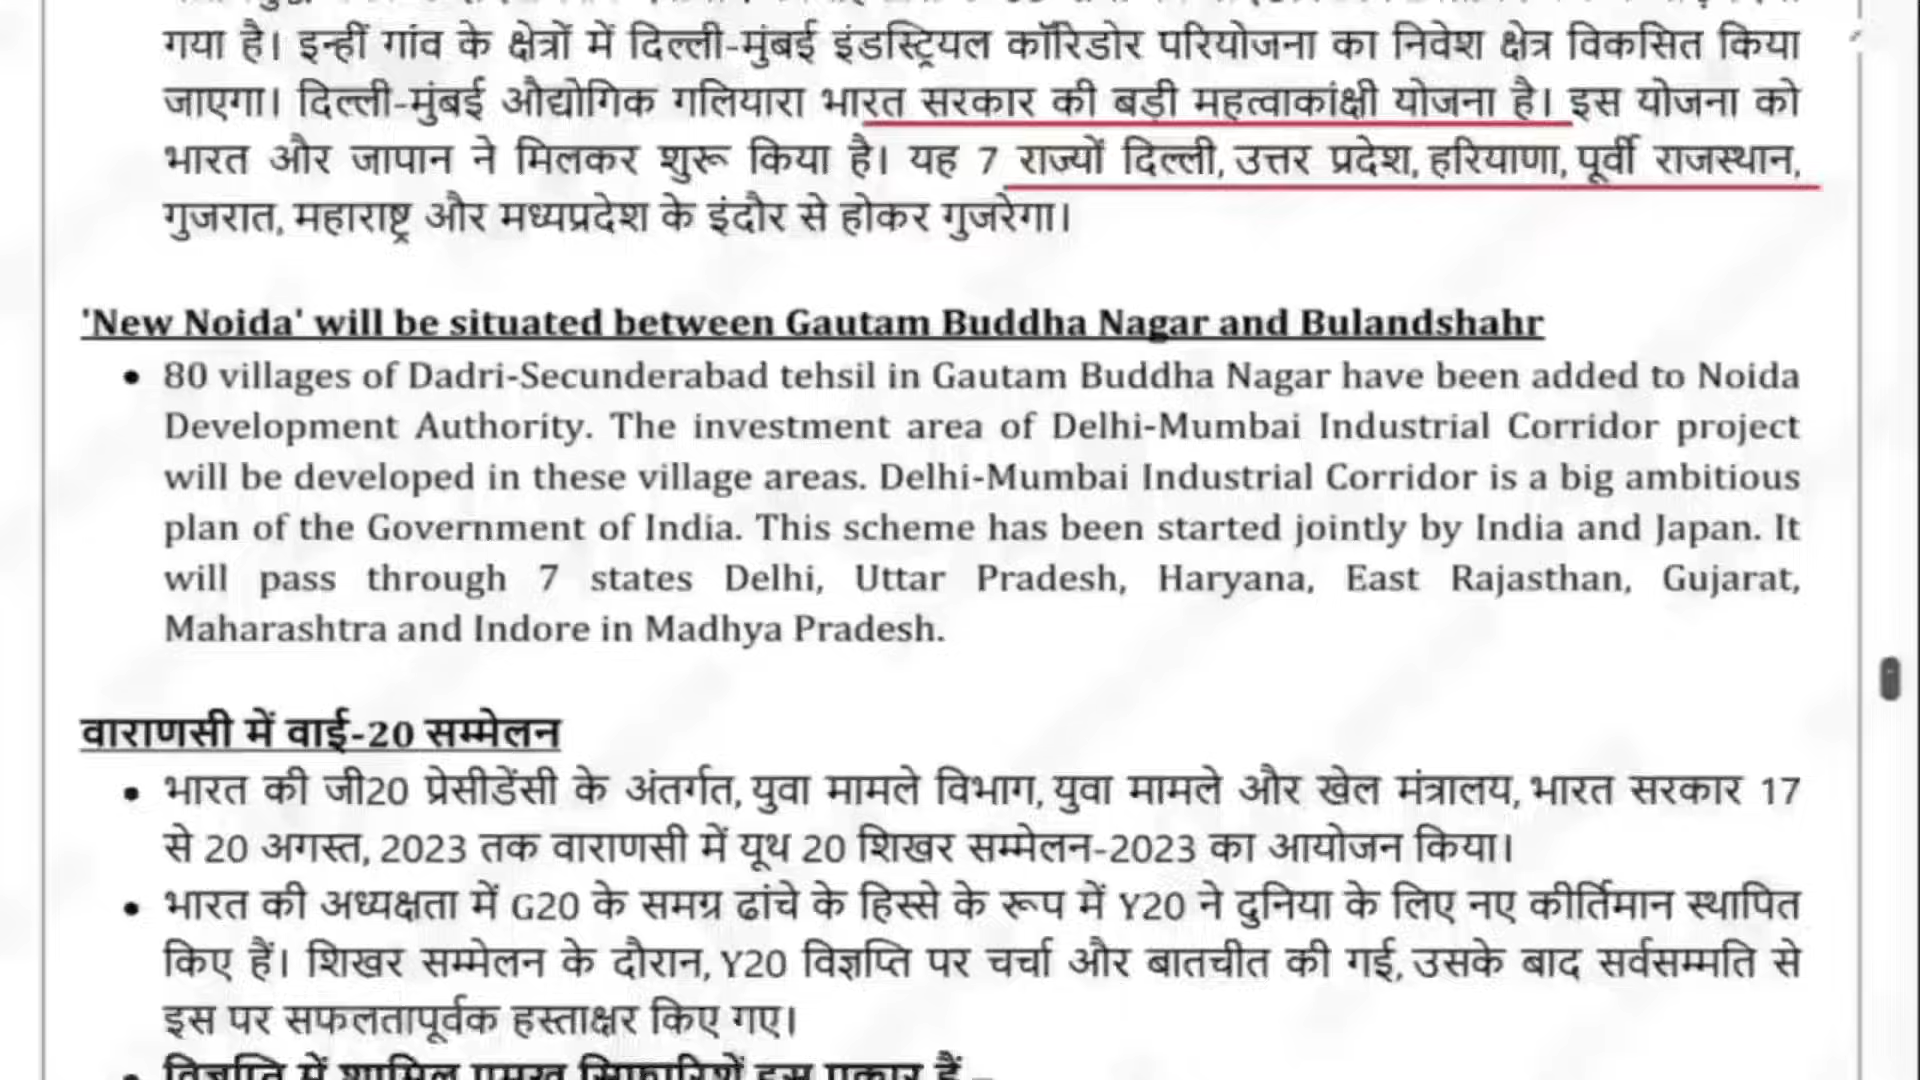 गया है। इन्हीं गांव के क्षेत्रों में दिल्ली-मुंबई इंडस्ट्रियल कॉरिडोर परियोजना का निवेश क्षेत्र विकसित किया
जाएगा। दिल्ली-मुंबई औद्योगिक गलियारा भारत सरकार की बड़ी महत्वाकांक्षी योजना है। इस योजना को
भारत और जापान ने मिलकर शुरू किया है। यह 7 राज्यों दिल्ली, उत्तर प्रदेश, हरियाणा, पूर्वी राजस्थान,
गुजरात, महाराष्ट्र और मध्यप्रदेश के इंदौर से होकर गुजरेगा।
'New Noida' will be situated between Gautam Buddha Nagar and Bulandshahr
• 80 villages of Dadri-Secunderabad tehsil in Gautam Buddha Nagar have been added to Noida
Development Authority. The investment area of Delhi-Mumbai Industrial Corridor project
will be developed in these village areas. Delhi-Mumbai Industrial Corridor is a big ambitious
plan of the Government of India. This scheme has been started jointly by India and Japan. It
will pass through 7 states Delhi, Uttar Pradesh, Haryana, East Rajasthan, Gujarat,
Maharashtra and Indore in Madhya Pradesh.
वाराणसी में वाई-20 सम्मेलन
• भारत की जी20 प्रेसीडेंसी के अंतर्गत, युवा मामले विभाग, युवा मामले और खेल मंत्रालय, भारत सरकार 17
से 20 अगस्त, 2023 तक वाराणसी में यूथ 20 शिखर सम्मेलन-2023 का आयोजन किया।
• भारत की अध्यक्षता में G20 के समग्र ढांचे के हिस्से के रूप में Y20 ने दुनिया के लिए नए कीर्तिमान स्थापित
किए हैं। शिखर सम्मेलन के दौरान, Y20 विज्ञप्ति पर चर्चा और बातचीत की गई, उसके बाद सर्वसम्मति से
इस पर सफलतापूर्वक हस्ताक्षर किए गए।
• विज्ञप्ति में शामिल प्रमुख सिफारिशें इस प्रकार हैं –